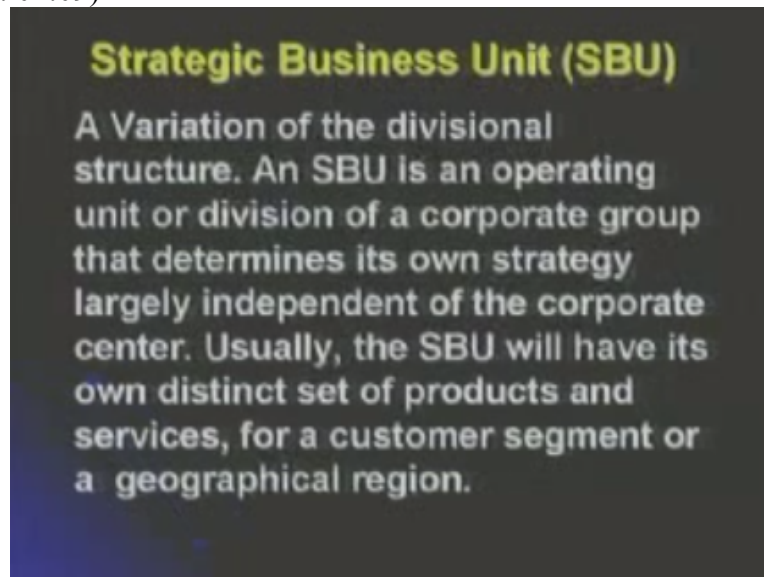 Strategic Business Unit (SBU)
A Variation of the divisional
structure. An SBU is an operating
unit or division of a corporate group
that determines its own strategy
largely independent of the corporate
center. Usually, the SBU will have its
own distinct set of products and
services, for a customer segment or
a geographical region.